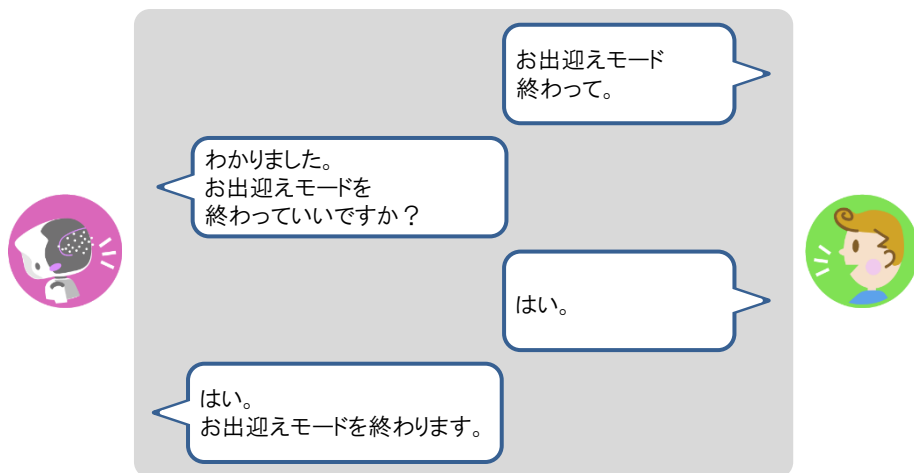 お出迎えモード
終わって。
わかりました。
お出迎えモードを
終わっていいですか？
はい。
はい。
お出迎えモードを終わります。